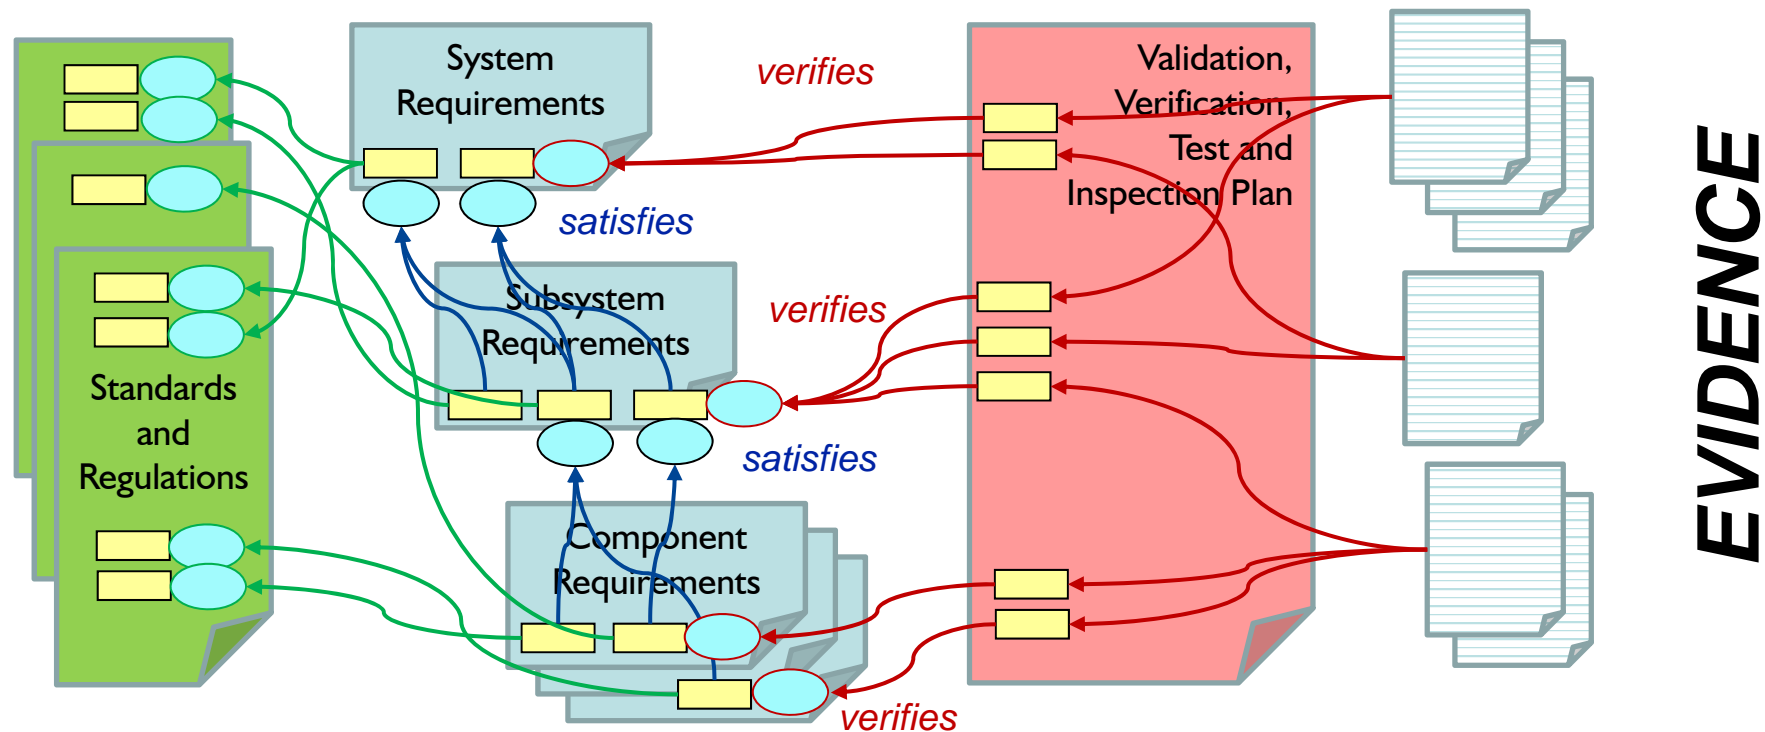 System
Requirements
verifies
Validation,
Verification,
Test and
Inspection Plan
satisfies
Subsystem
Requirements
verifies
Standards
and
Regulations
satisfies
Component
Requirements
verifies
EVIDENCE